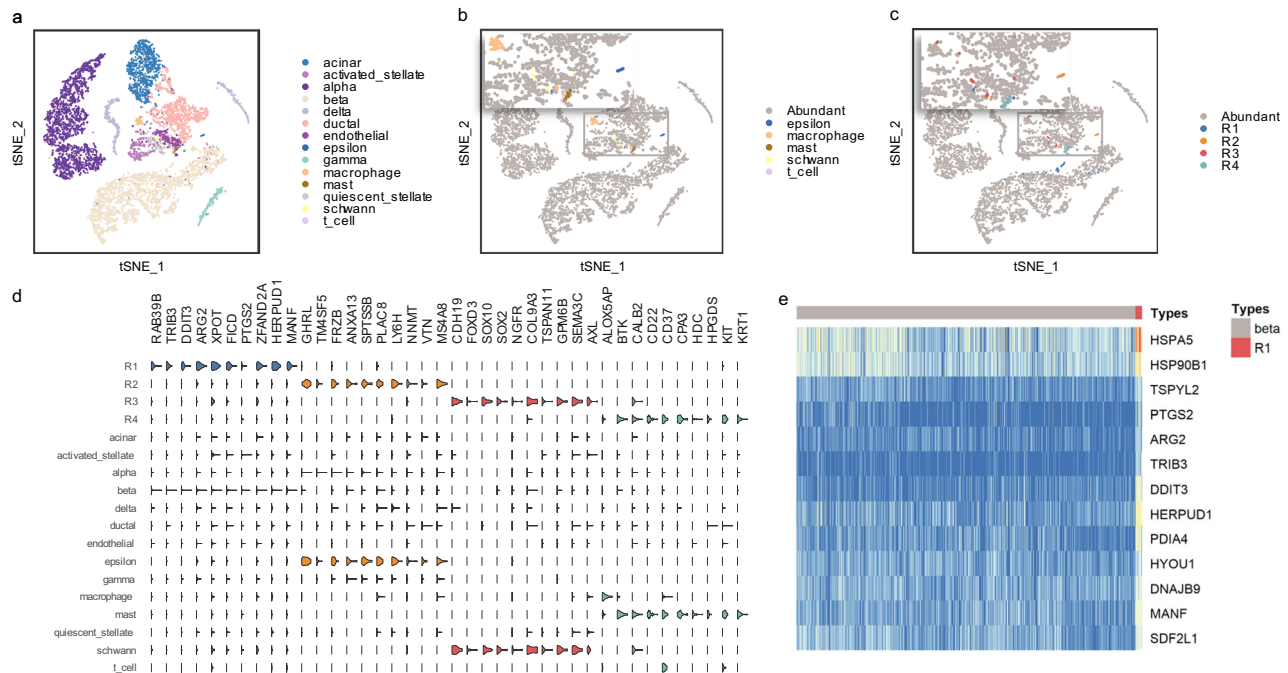 a
tSNE_2
tSNE_1
acinar
activated_stellate
alpha
beta
delta
ductal
endothelial
epsilon
gamma
macrophage
mast
quiescent_stellate
schwann
t_cell
b
tSNE_2
tSNE_1
Abundant
epsilon
macrophage
mast
schwann
t_cell
c
tSNE_2
tSNE_1
Abundant
R1
R2
R3
R4
d
RAB39B
TRIB3
DDIT3
ARG2
XPOT
FICD
PTGS2
ZFAND2A
HERPUD1
MANF
GHRL
TM4SF5
FRZB
ANXA13
SPTSSB
PLAC8
LY6H
NNMT
VTN
MS4A8
CDH19
FOXD3
SOX10
SOX2
NGFR
COL9A3
TSPAN11
GPM6B
SEMA3C
AXL
ALOX5AP
BTK
CALB2
CD22
CD37
CPA3
HDC
HPGDS
KIT
KRT1
R1
R2
R3
R4
acinar
activated_stellate
alpha
beta
delta
ductal
endothelial
epsilon
gamma
macrophage
mast
quiescent_stellate
schwann
t_cell
e
Types
HSPA5
HSP90B1
TSPYL2
PTGS2
ARG2
TRIB3
DDIT3
HERPUD1
PDIA4
HYOU1
DNAJB9
MANF
SDF2L1
Types
beta
R1